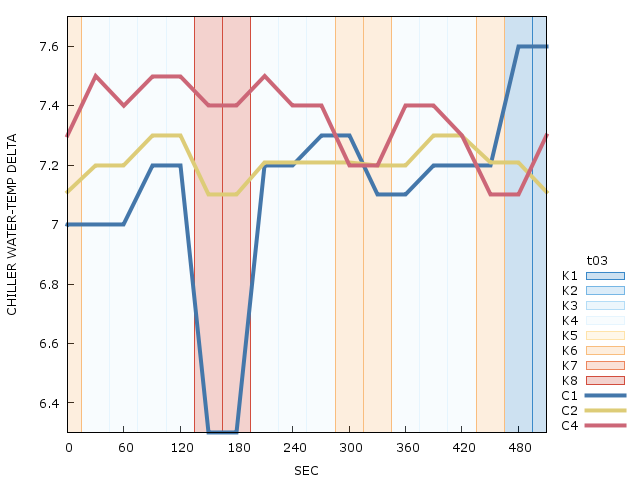 7.6
7.4
7.2
7
6.8
6.6
6.4
CHILLER WATER-TEMP DELTA
0 60 120 180 240 300 360 420 480
SEC
t03
K1
K2
K3
K4
K5
K6
K7
K8
C1
C2
C4